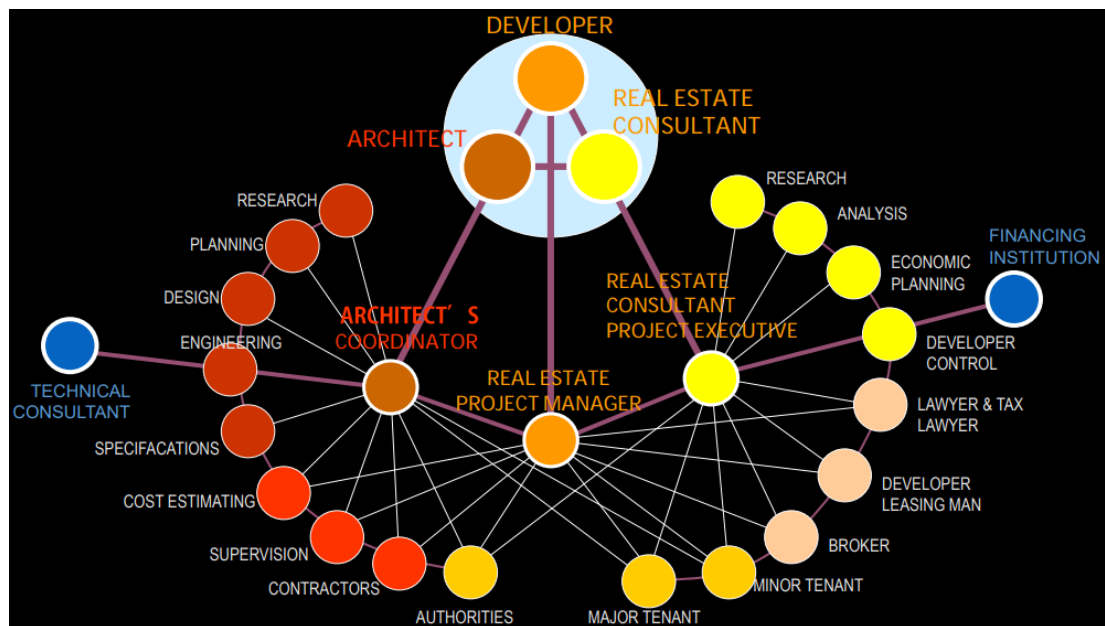 DEVELOPER
REAL ESTATE
CONSULTANT
ARCHITECT
RESEARCH
PLANNING
DESIGN
ENGINEERING
TECHNICAL
CONSULTANT
SPECIFACATIONS
COST ESTIMATING
SUPERVISION
CONTRACTORS
AUTHORITIES
ARCHITECT'S
COORDINATOR
REAL ESTATE
PROJECT MANAGER
REAL ESTATE
CONSULTANT
PROJECT EXECUTIVE
RESEARCH
ANALYSIS
ECONOMIC
PLANNING
FINANCING
INSTITUTION
DEVELOPER
CONTROL
LAWYER & TAX
LAWYER
DEVELOPER
LEASING MAN
BROKER
MINOR TENANT
MAJOR TENANT